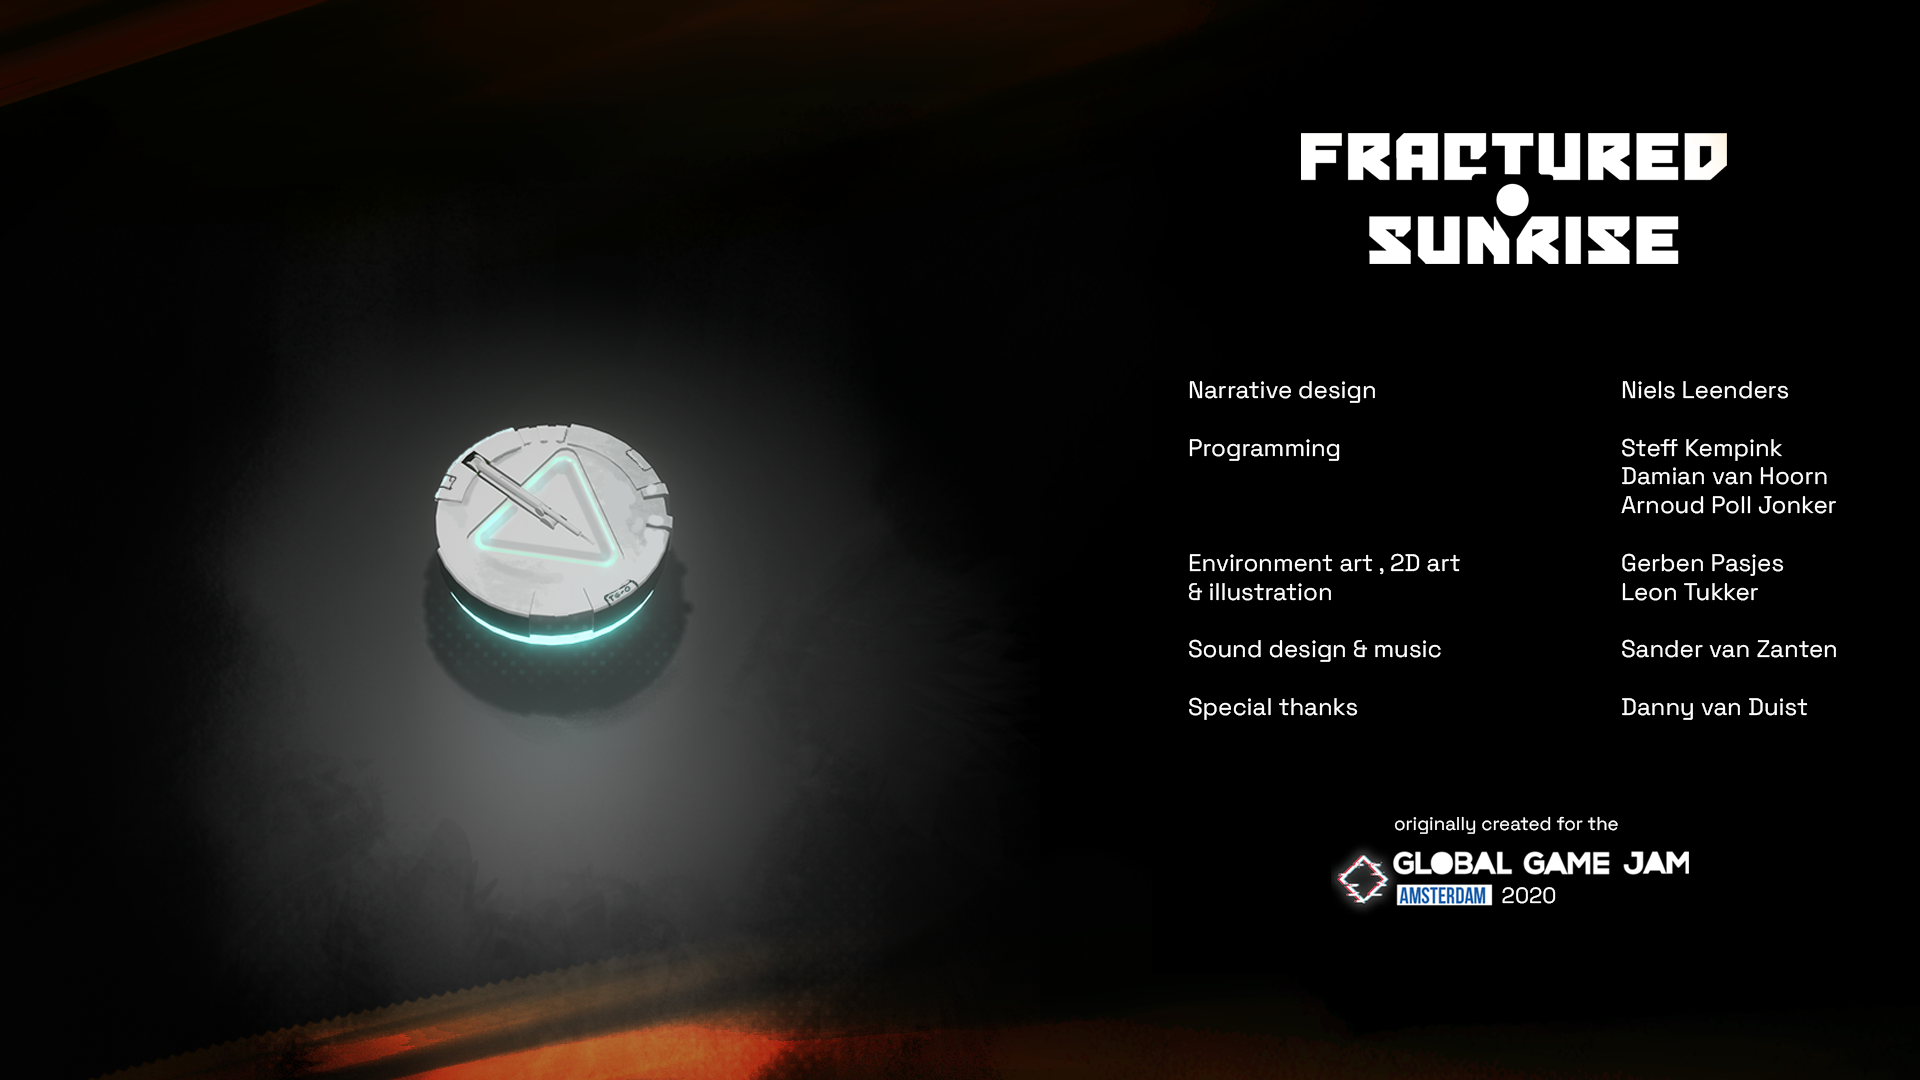 FRACTURED
SUNRISE
Narrative design Niels Leenders
Programming Steff Kempink
Damian van Hoorn
Arnoud Poll Jonker
Environment art , 2D art Gerben Pasjes
& illustration Leon Tukker
Sound design & music Sander van Zanten
Special thanks Danny van Duist
originally created for the
GLOBAL GAME JAM
AMSTERDAM 2020